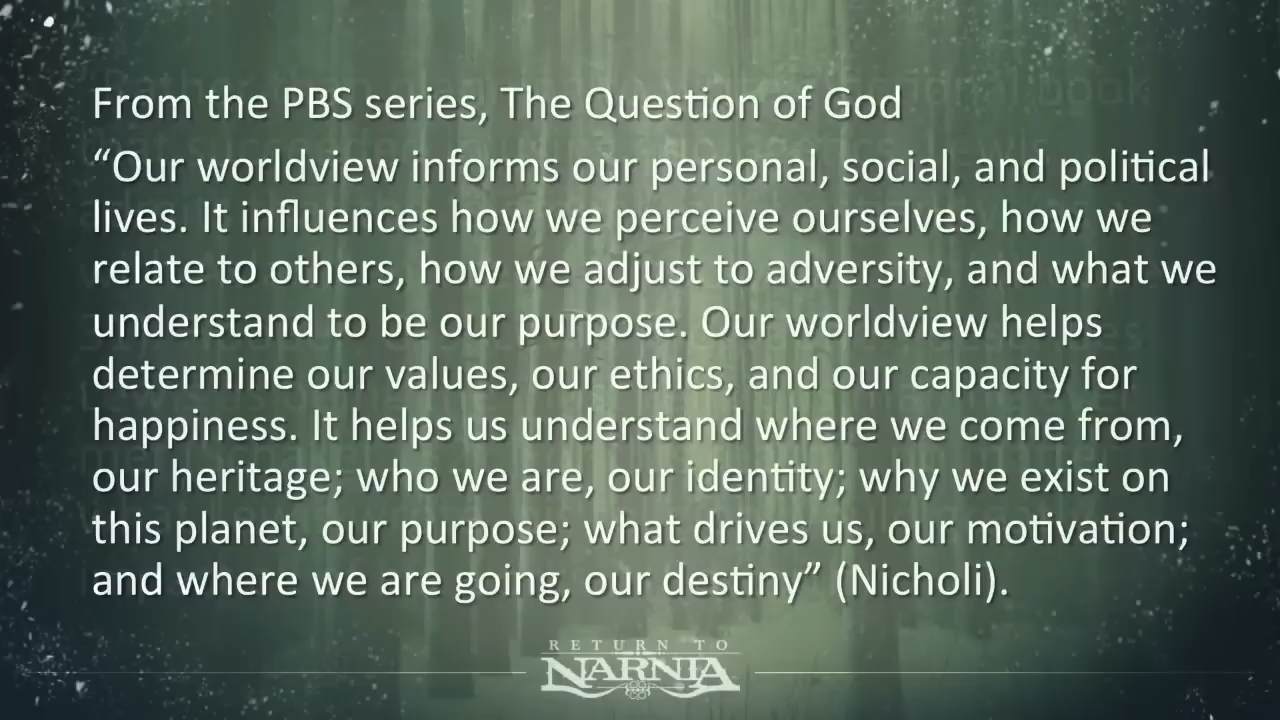 From the PBS series, The Question of God
“Our worldview informs our personal, social, and political
lives. It influences how we perceive ourselves, how we
relate to others, how we adjust to adversity, and what we
understand to be our purpose. Our worldview helps
determine our values, our ethics, and our capacity for
happiness. It helps us understand where we come from,
our heritage; who we are, our identity; why we exist on
this planet, our purpose; what drives us, our motivation;
and where we are going, our destiny” (Nicholi).
RETURN TO
NARNIA